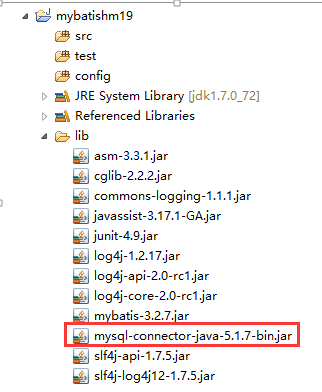 mybatishm19
src
test
config
JRE System Library [jdk1.7.0_72]
Referenced Libraries
lib
asm-3.3.1.jar
cglib-2.2.2.jar
commons-logging-1.1.1.jar
javassist-3.17.1-GA.jar
junit-4.9.jar
log4j-1.2.17.jar
log4j-api-2.0-rc1.jar
log4j-core-2.0-rc1.jar
mybatis-3.2.7.jar
mysql-connector-java-5.1.7-bin.jar
slf4j-api-1.7.5.jar
slf4j-log4j12-1.7.5.jar